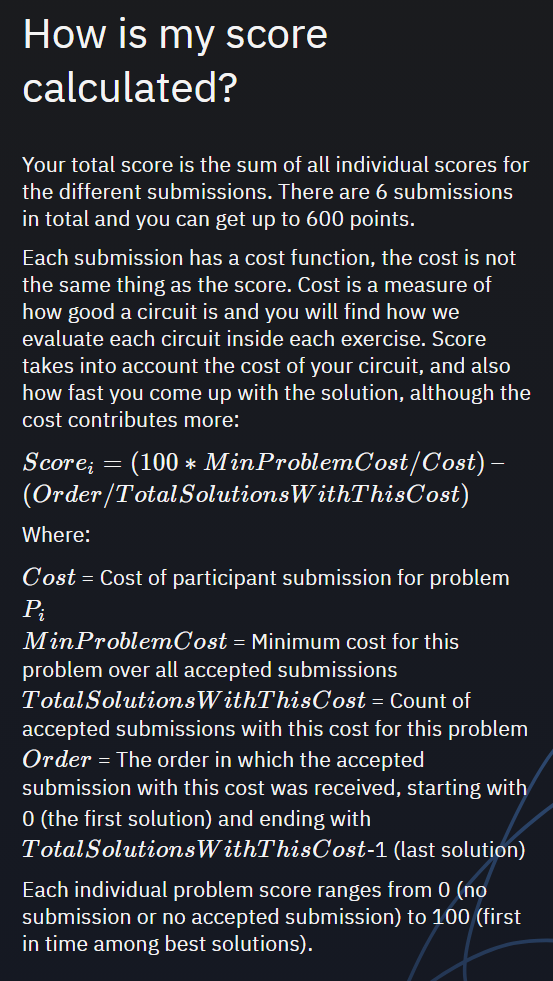 How is my score
calculated?
Your total score is the sum of all individual scores for
the different submissions. There are 6 submissions
in total and you can get up to 600 points.
Each submission has a cost function, the cost is not
the same thing as the score. Cost is a measure of
how good a circuit is and you will find how we
evaluate each circuit inside each exercise. Score
takes into account the cost of your circuit, and also
how fast you come up with the solution, although the
cost contributes more:
Scoreᵢ = (100 ∗ MinProblemCost/Cost) –
(Order/TotalSolutionsWithThisCost)
Where:
Cost = Cost of participant submission for problem
Pᵢ
MinProblemCost = Minimum cost for this
problem over all accepted submissions
TotalSolutionsWithThisCost = Count of
accepted submissions with this cost for this problem
Order = The order in which the accepted
submission with this cost was received, starting with
0 (the first solution) and ending with
TotalSolutionsWithThisCost-1 (last solution)
Each individual problem score ranges from 0 (no
submission or no accepted submission) to 100 (first
in time among best solutions).